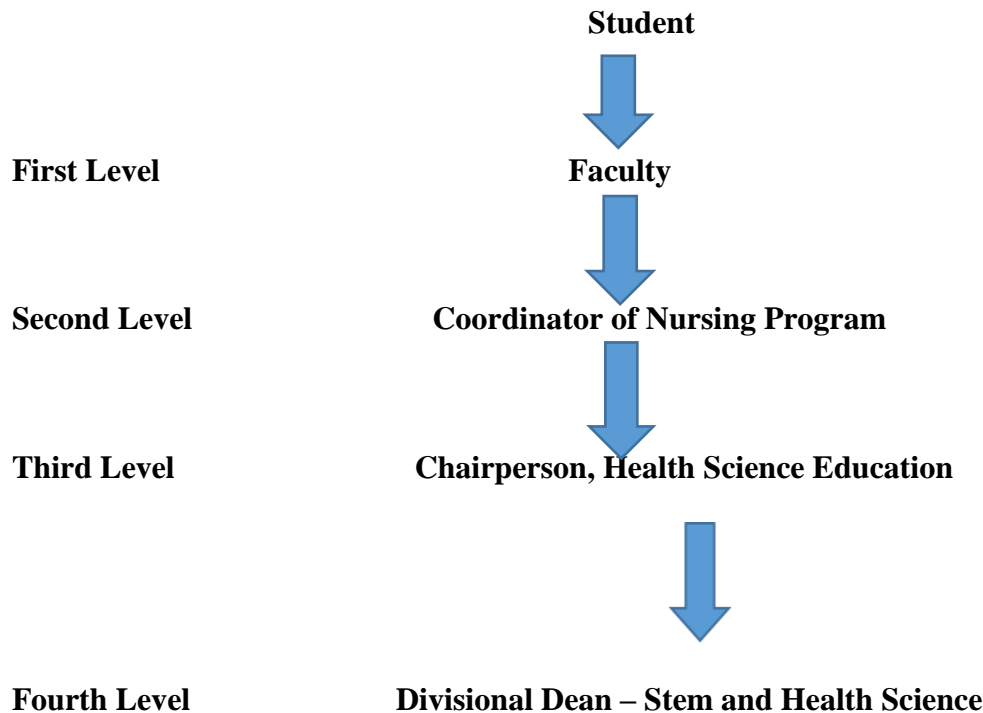 Student
First Level Faculty
Second Level Coordinator of Nursing Program
Third Level Chairperson, Health Science Education
Fourth Level Divisional Dean – Stem and Health Science